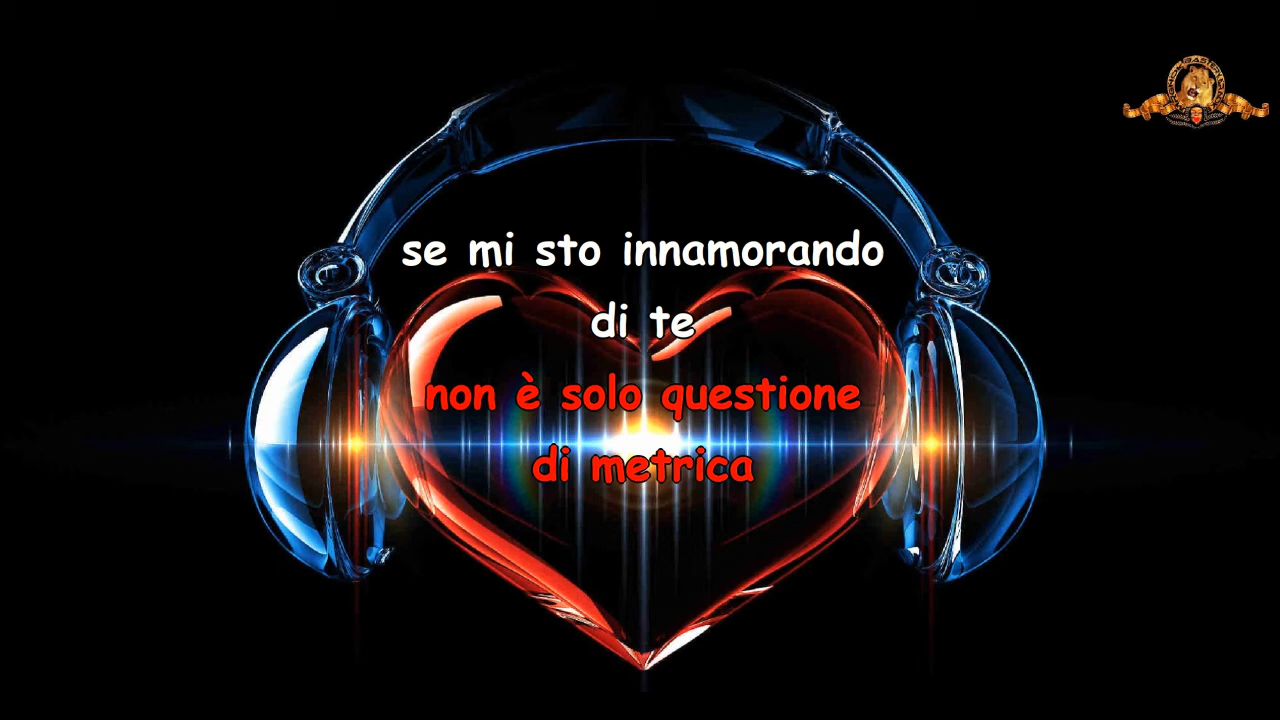 se mi sto innamorando
di te
non è solo questione
di metrica